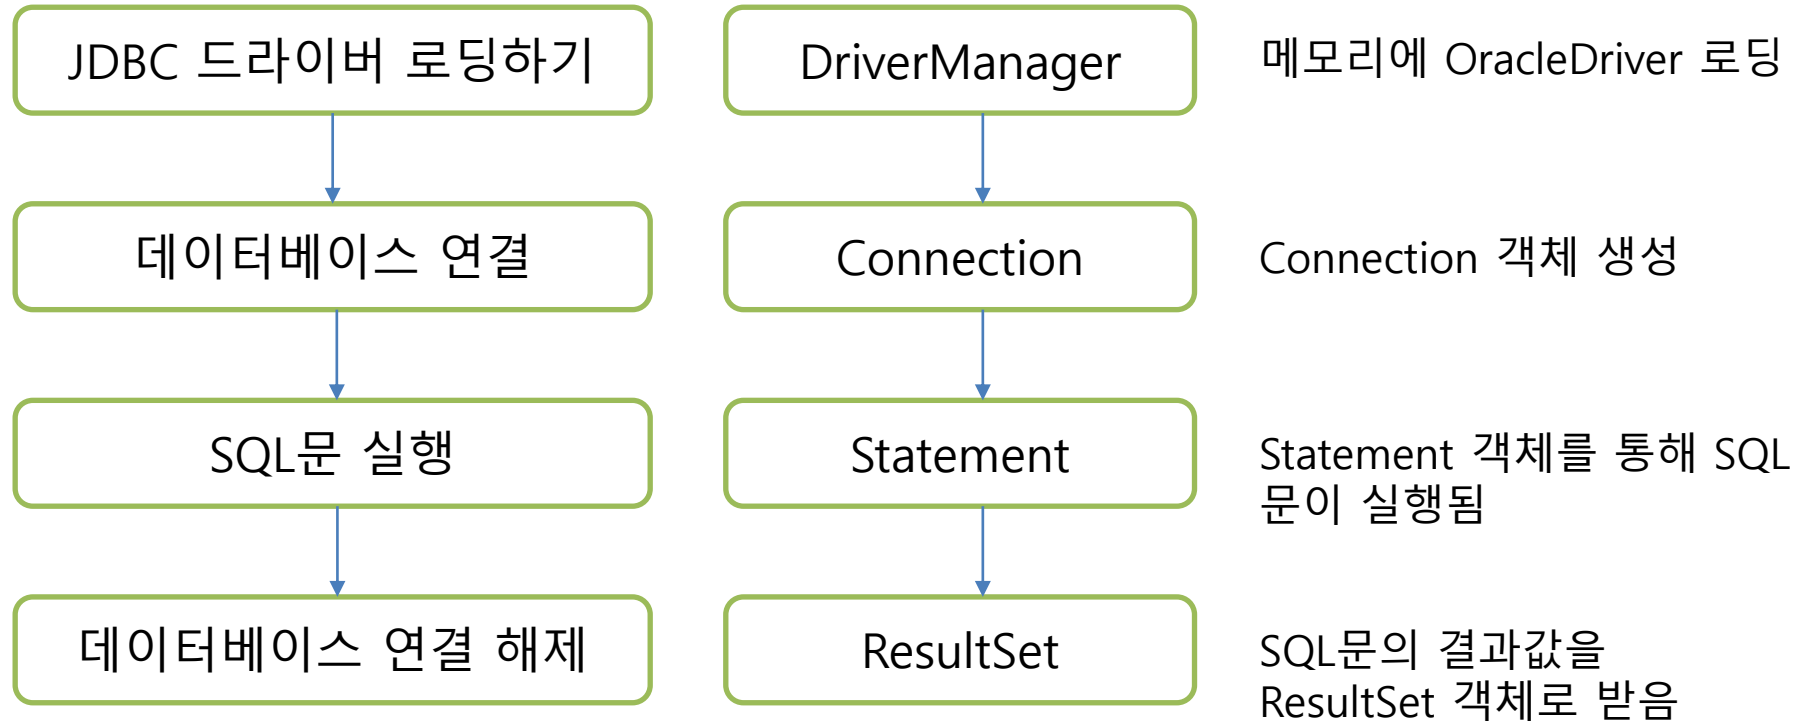 JDBC 드라이버 로딩하기
DriverManager
메모리에 OracleDriver 로딩
데이터베이스 연결
Connection
Connection 객체 생성
SQL문 실행
Statement
Statement 객체를 통해 SQL
문이 실행됨
데이터베이스 연결 해제
ResultSet
SQL문의 결과값을
ResultSet 객체로 받음